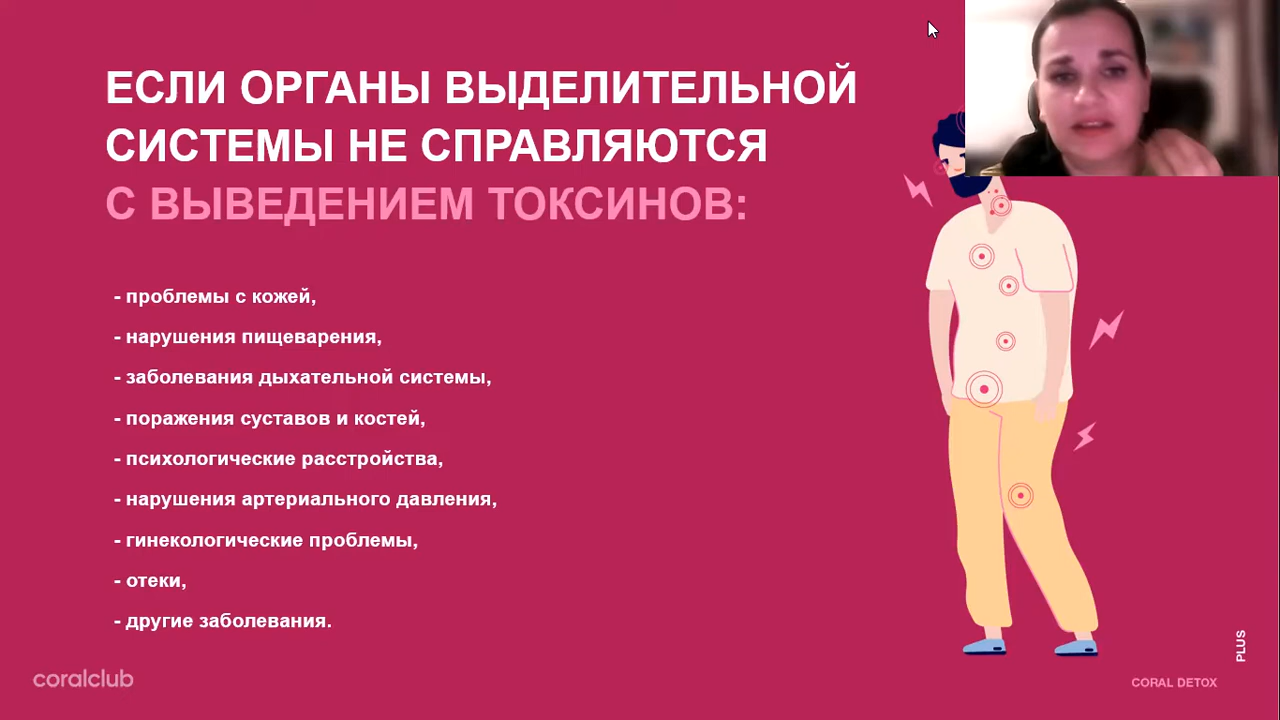 ЕСЛИ ОРГАНЫ ВЫДЕЛИТЕЛЬНОЙ
СИСТЕМЫ НЕ СПРАВЛЯЮТСЯ
С ВЫВЕДЕНИЕМ ТОКСИНОВ:
- проблемы с кожей,
- нарушения пищеварения,
- заболевания дыхательной системы,
- поражения суставов и костей,
- психологические расстройства,
- нарушения артериального давления,
- гинекологические проблемы,
- отеки,
- другие заболевания.
coralclub
CORAL DETOX
PLUS